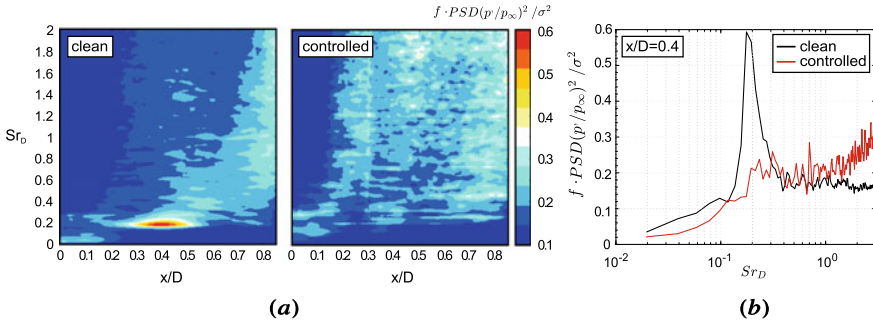 f · PSD(p'/p∞)² /σ²
clean
controlled
2
1.8
1.6
1.4
1.2
1
0.8
0.6
0.4
0.2
0
Sr_D
0 0.1 0.2 0.3 0.4 0.5 0.6 0.7 0.8
x/D
0 0.1 0.2 0.3 0.4 0.5 0.6 0.7 0.8
x/D
0.6
0.5
0.4
0.3
0.2
0.1
(a)
f · PSD(p'/p∞)² /σ²
0.6
0.5
0.4
0.3
0.2
0.1
0
x/D=0.4
clean
controlled
10⁻² 10⁻¹ 10⁰
Sr_D
(b)